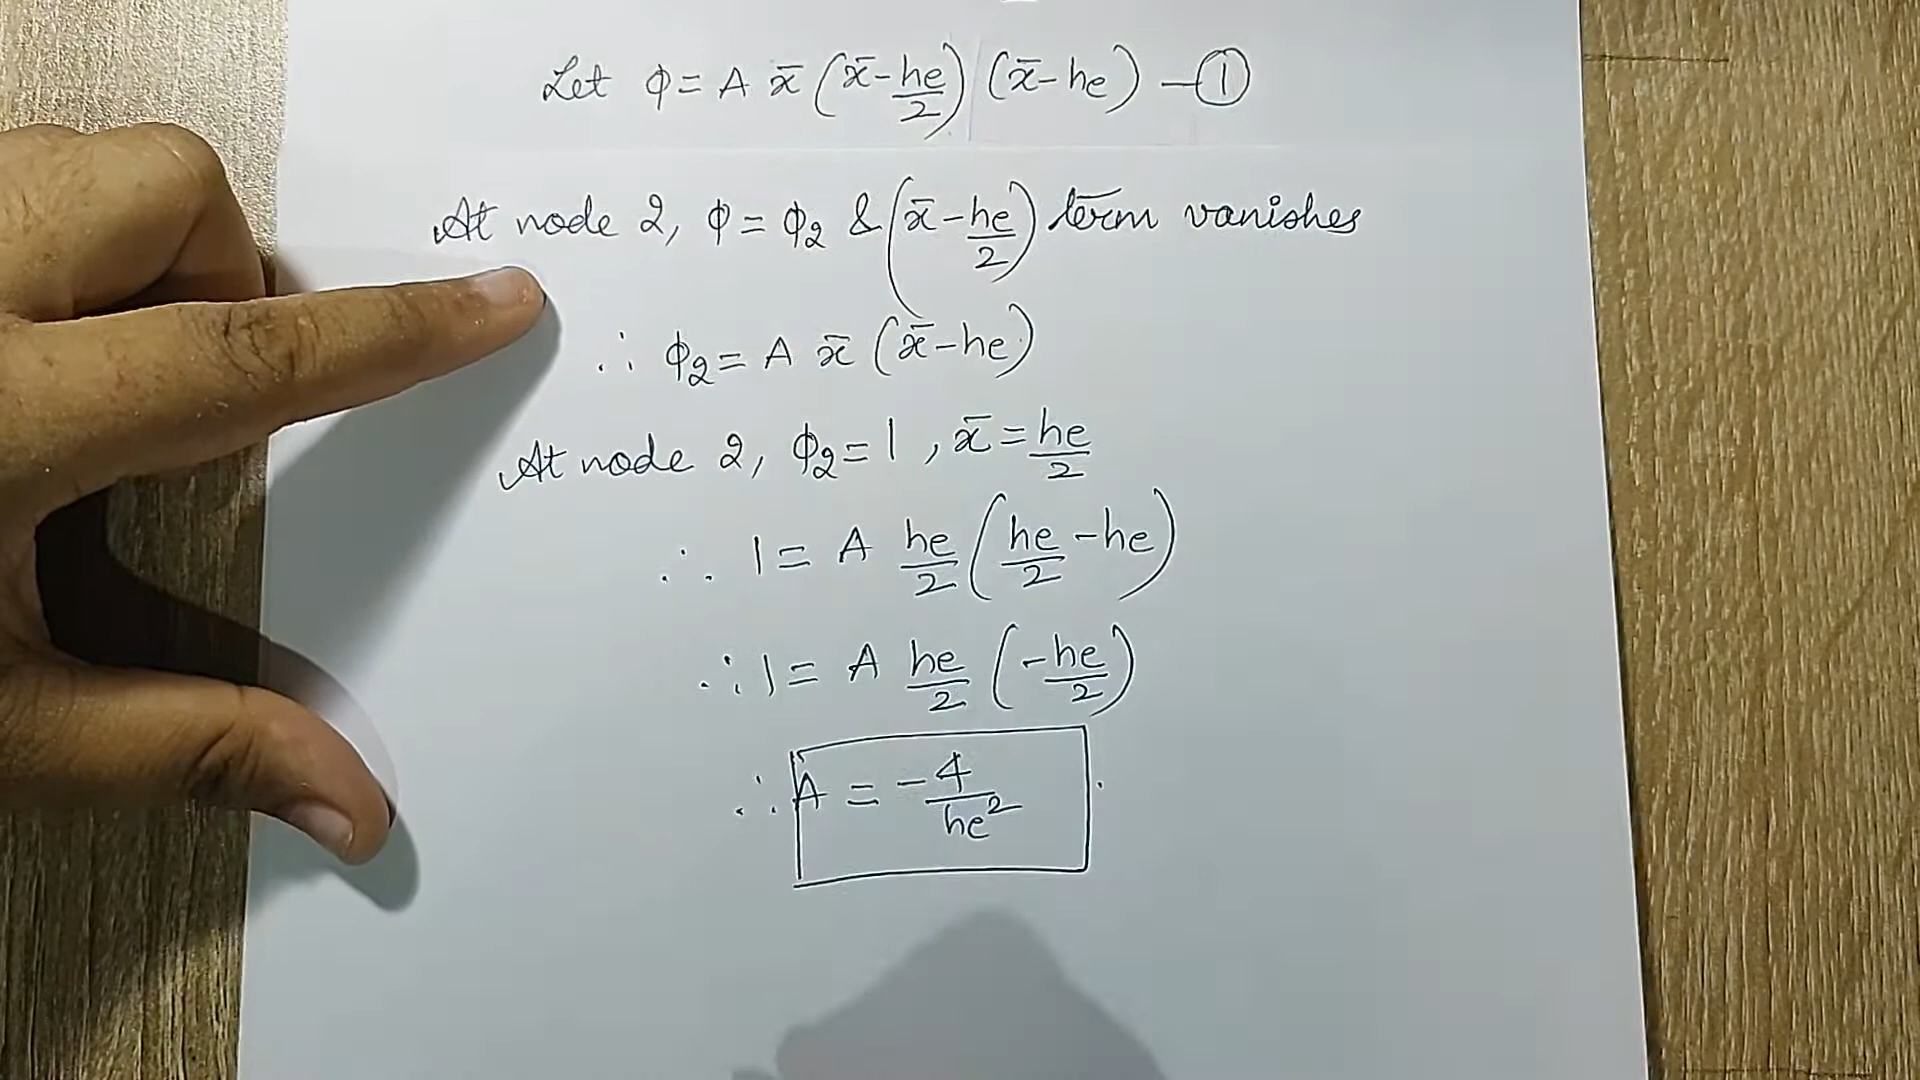 Let ϕ = A x̄ (x̄ - he/2) (x̄ - he) - ①
At node 2, ϕ = ϕ₂ & (x̄ - he/2) term vanishes
∴ ϕ₂ = A x̄ (x̄ - he)
At node 2, ϕ₂ = 1, x̄ = he/2
∴ 1 = A he/2 (he/2 - he)
∴ 1 = A he/2 (-he/2)
∴ A = -4/he².